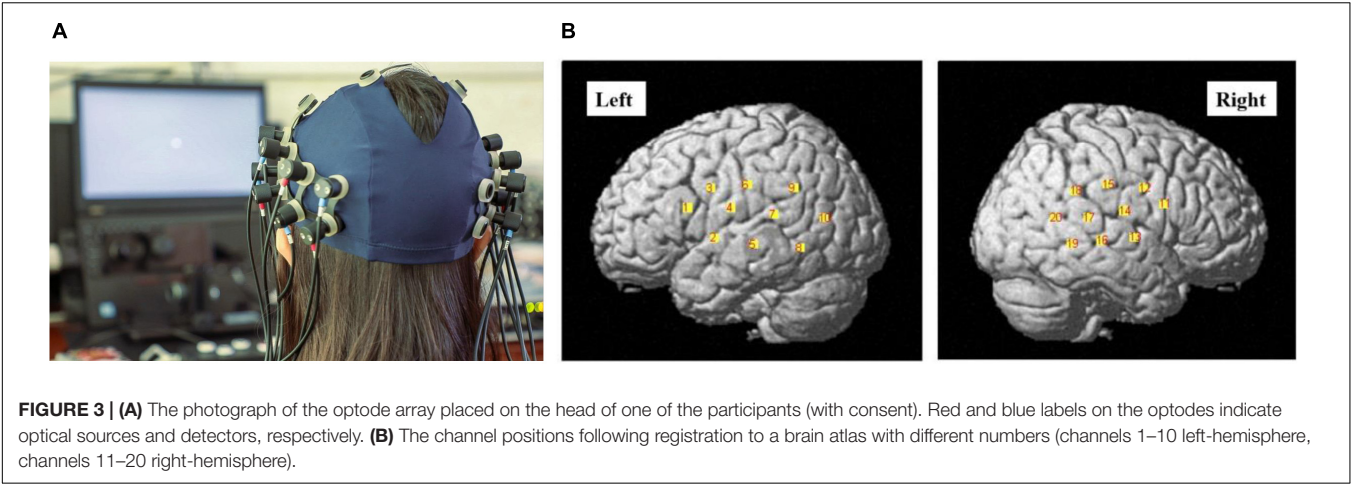 A
B
Left
Right
3 9
1 4 7 10
2 8
18 15 12
20 17 14 11
19 16 13
FIGURE 3 | (A) The photograph of the optode array placed on the head of one of the participants (with consent). Red and blue labels on the optodes indicate
optical sources and detectors, respectively. (B) The channel positions following registration to a brain atlas with different numbers (channels 1–10 left-hemisphere,
channels 11–20 right-hemisphere).